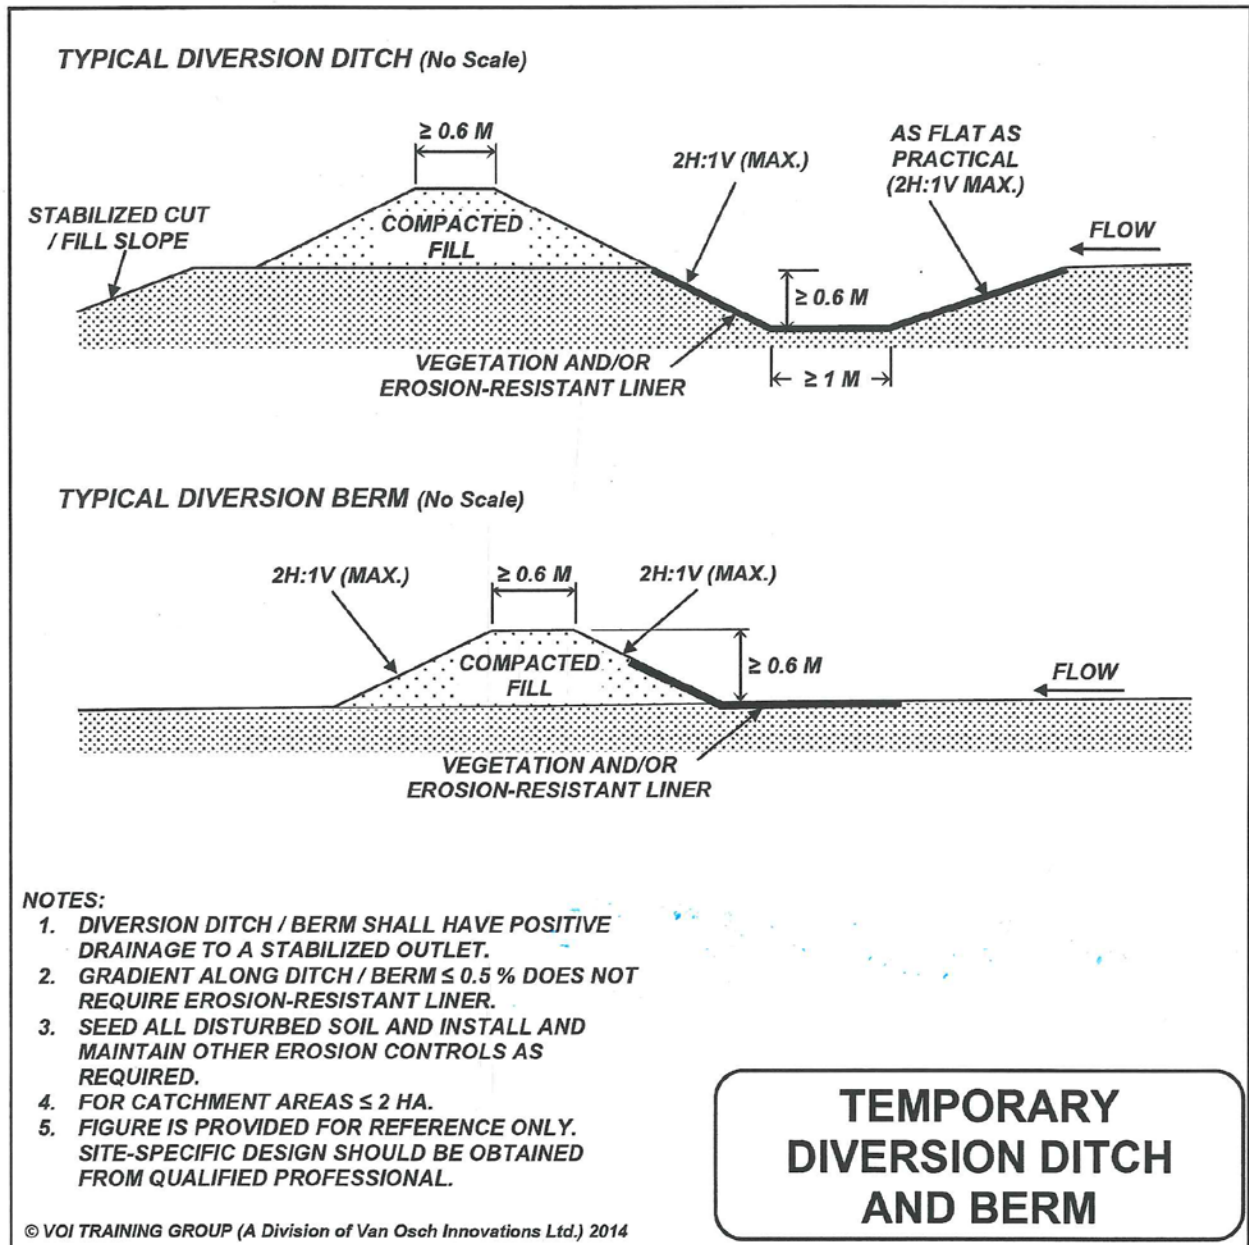 TYPICAL DIVERSION DITCH (No Scale)
≥ 0.6 M
2H:1V (MAX.)
AS FLAT AS
PRACTICAL
(2H:1V MAX.)
STABILIZED CUT
/ FILL SLOPE
COMPACTED
FILL
FLOW
≥ 0.6 M
VEGETATION AND/OR
EROSION-RESISTANT LINER
≥ 1 M
TYPICAL DIVERSION BERM (No Scale)
2H:1V (MAX.)
≥ 0.6 M
2H:1V (MAX.)
COMPACTED
FILL
≥ 0.6 M
FLOW
VEGETATION AND/OR
EROSION-RESISTANT LINER
NOTES:
1. DIVERSION DITCH / BERM SHALL HAVE POSITIVE
DRAINAGE TO A STABILIZED OUTLET.
2. GRADIENT ALONG DITCH / BERM ≤ 0.5 % DOES NOT
REQUIRE EROSION-RESISTANT LINER.
3. SEED ALL DISTURBED SOIL AND INSTALL AND
MAINTAIN OTHER EROSION CONTROLS AS
REQUIRED.
4. FOR CATCHMENT AREAS ≤ 2 HA.
5. FIGURE IS PROVIDED FOR REFERENCE ONLY.
SITE-SPECIFIC DESIGN SHOULD BE OBTAINED
FROM QUALIFIED PROFESSIONAL.
© VOI TRAINING GROUP (A Division of Van Osch Innovations Ltd.) 2014
TEMPORARY
DIVERSION DITCH
AND BERM